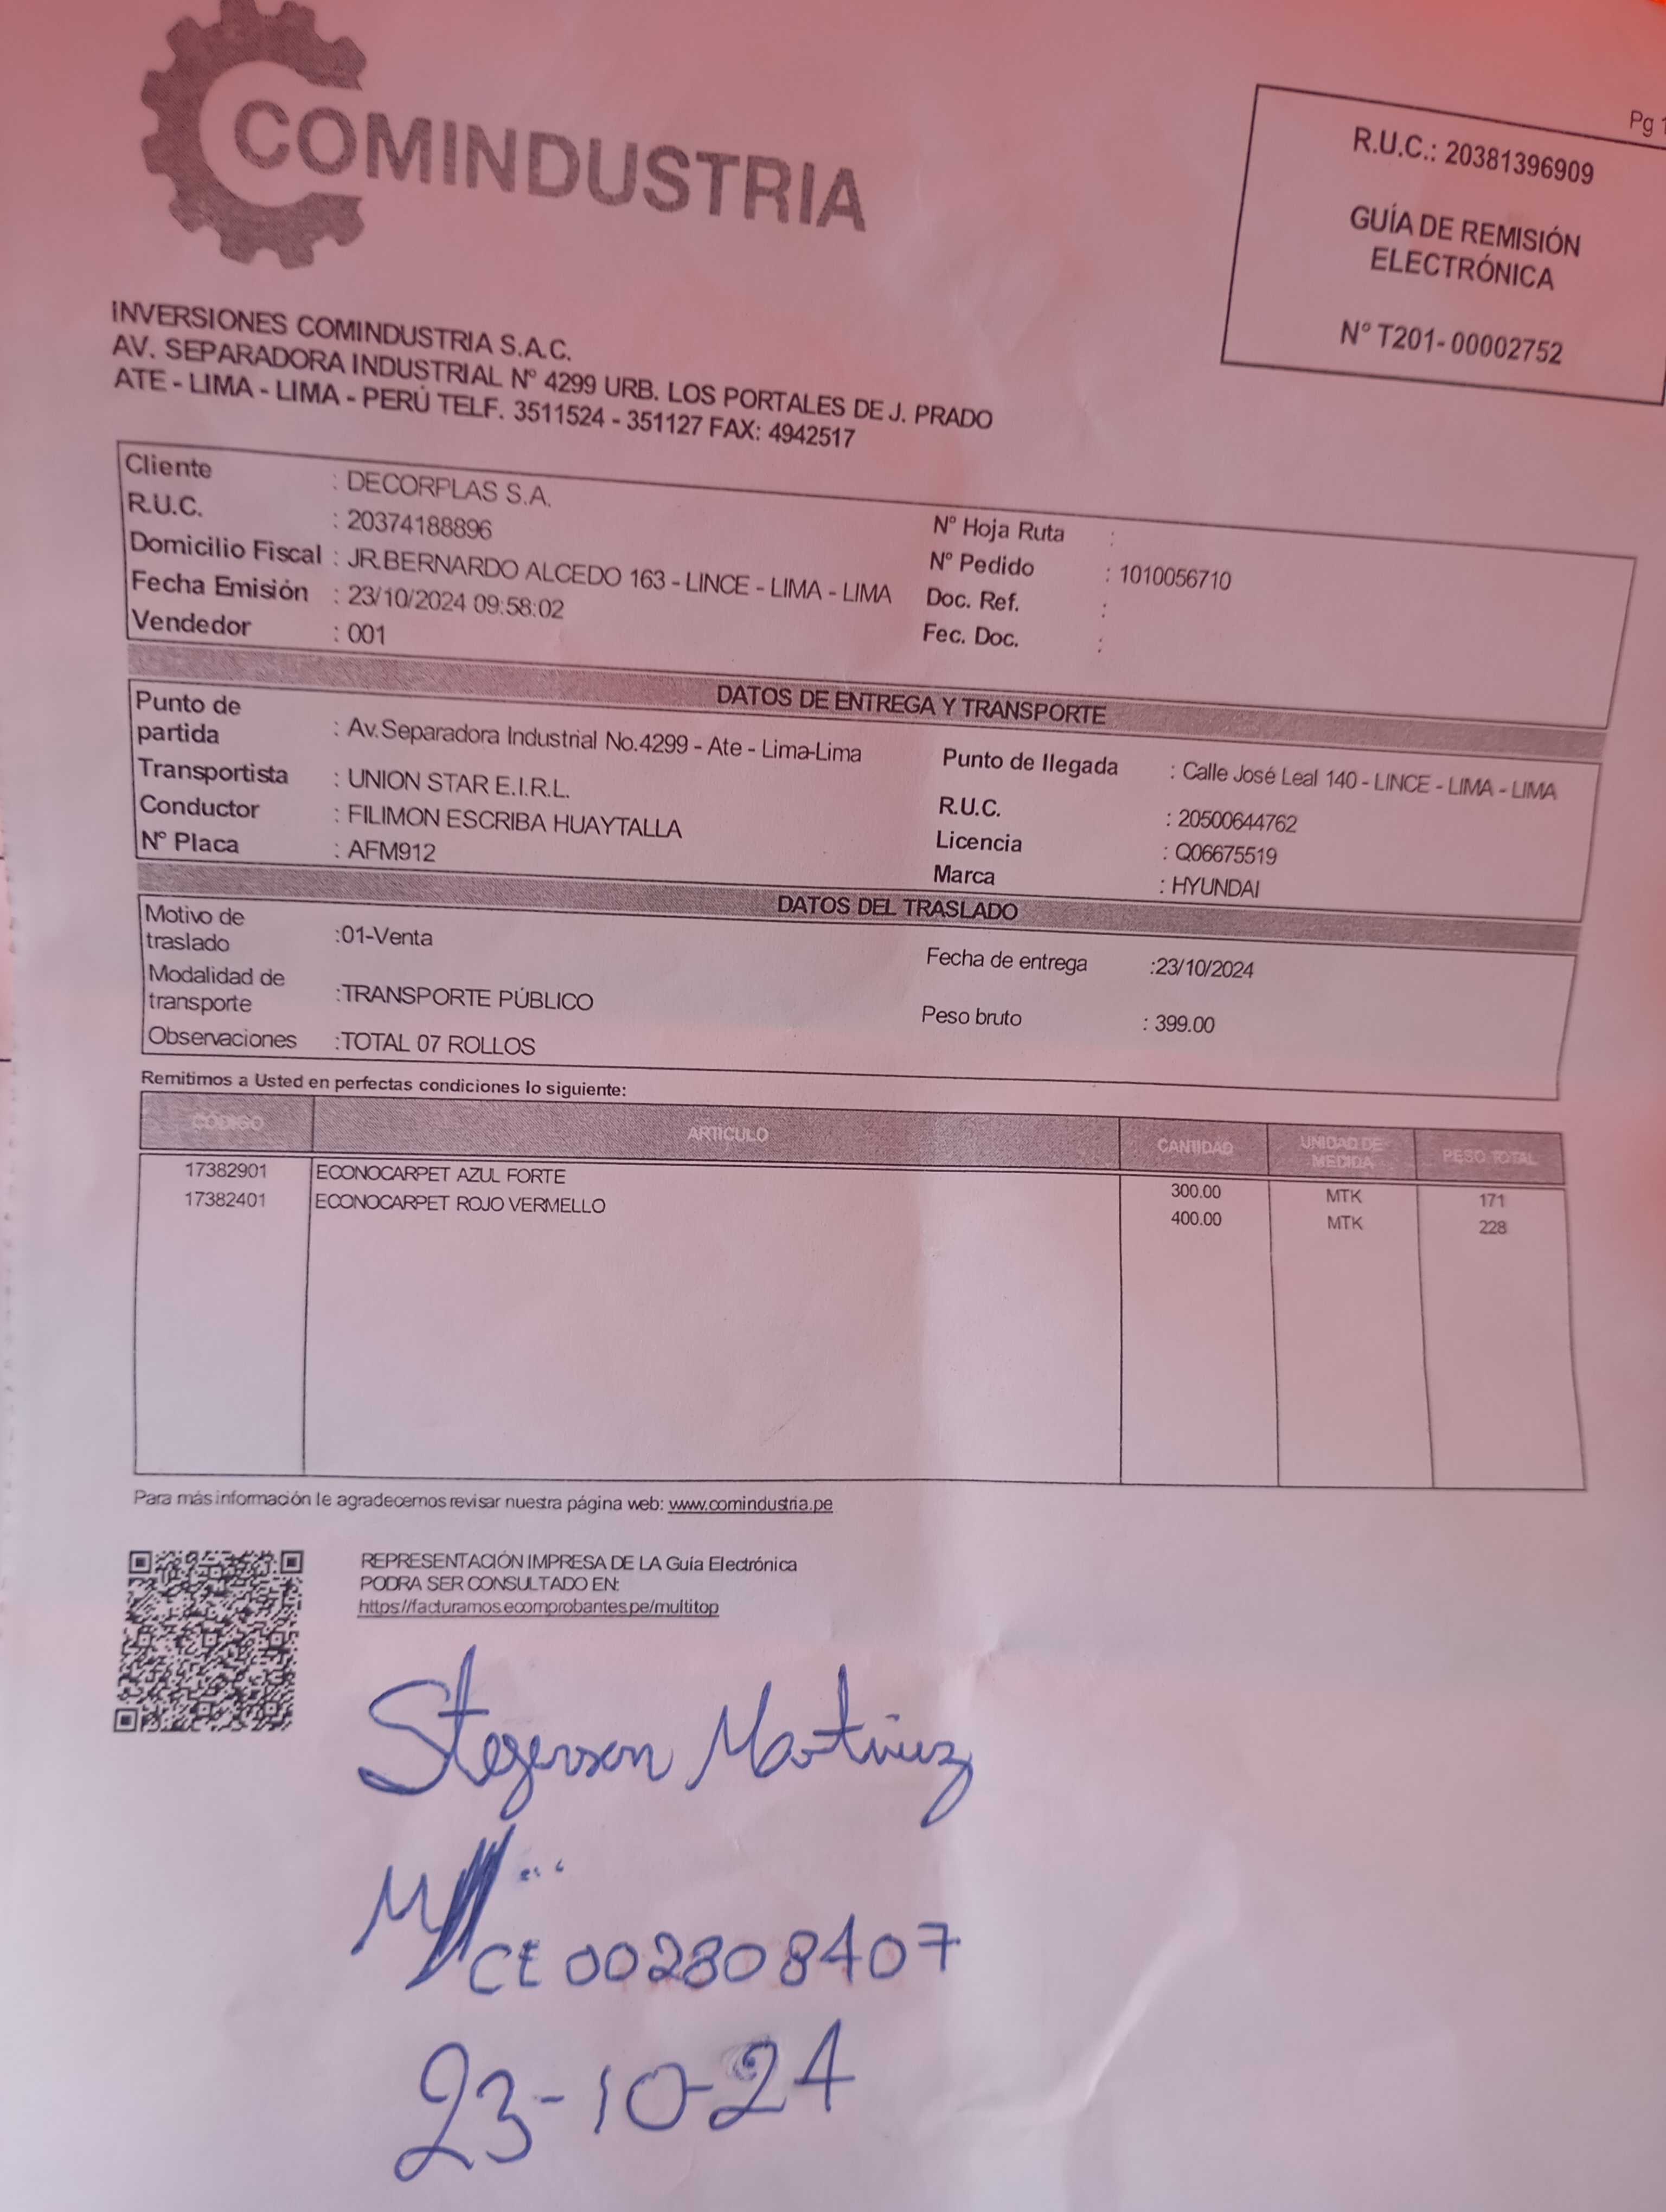 COMINDUSTRIA
Pg 1
R.U.C.: 20381396909
GUÍA DE REMISIÓN
ELECTRÓNICA
Nº T201-00002752
INVERSIONES COMINDUSTRIA S.A.C.
AV. SEPARADORA INDUSTRIAL Nº 4299 URB. LOS PORTALES DE J. PRADO
ATE - LIMA - LIMA - PERÚ TELF. 3511524 - 351127 FAX: 4942517
Cliente : DECORPLAS S.A.
R.U.C. : 20374188896
Domicilio Fiscal : JR.BERNARDO ALCEDO 163 - LINCE - LIMA - LIMA
Fecha Emisión : 23/10/2024 09:58:02
Vendedor : 001
Nº Hoja Ruta :
Nº Pedido : 1010056710
Doc. Ref. :
Fec. Doc. :
DATOS DE ENTREGA Y TRANSPORTE
Punto de
partida : Av.Separadora Industrial No.4299 - Ate - Lima-Lima
Transportista : UNION STAR E.I.R.L.
Conductor : FILIMON ESCRIBA HUAYTALLA
Nº Placa : AFM912
Punto de llegada : Calle José Leal 140 - LINCE - LIMA - LIMA
R.U.C. : 20500644762
Licencia : Q06675519
Marca : HYUNDAI
DATOS DEL TRASLADO
Motivo de
traslado :01-Venta
Modalidad de
transporte :TRANSPORTE PÚBLICO
Observaciones :TOTAL 07 ROLLOS
Fecha de entrega :23/10/2024
Peso bruto : 399.00
Remitimos a Usted en perfectas condiciones lo siguiente:
CÓDIGO ARTICULO CANTIDAD UNIDAD DE MEDIDA PESO TOTAL
17382901 ECONOCARPET AZUL FORTE 300.00 MTK 171
17382401 ECONOCARPET ROJO VERMELLO 400.00 MTK 228
Para más información le agradecemos revisar nuestra página web: www.comindustria.pe
REPRESENTACIÓN IMPRESA DE LA Guía Electrónica
PODRA SER CONSULTADO EN:
https://facturamos.ecomprobantes.pe/multitop
Martinez
CE 002808407
23-10-24